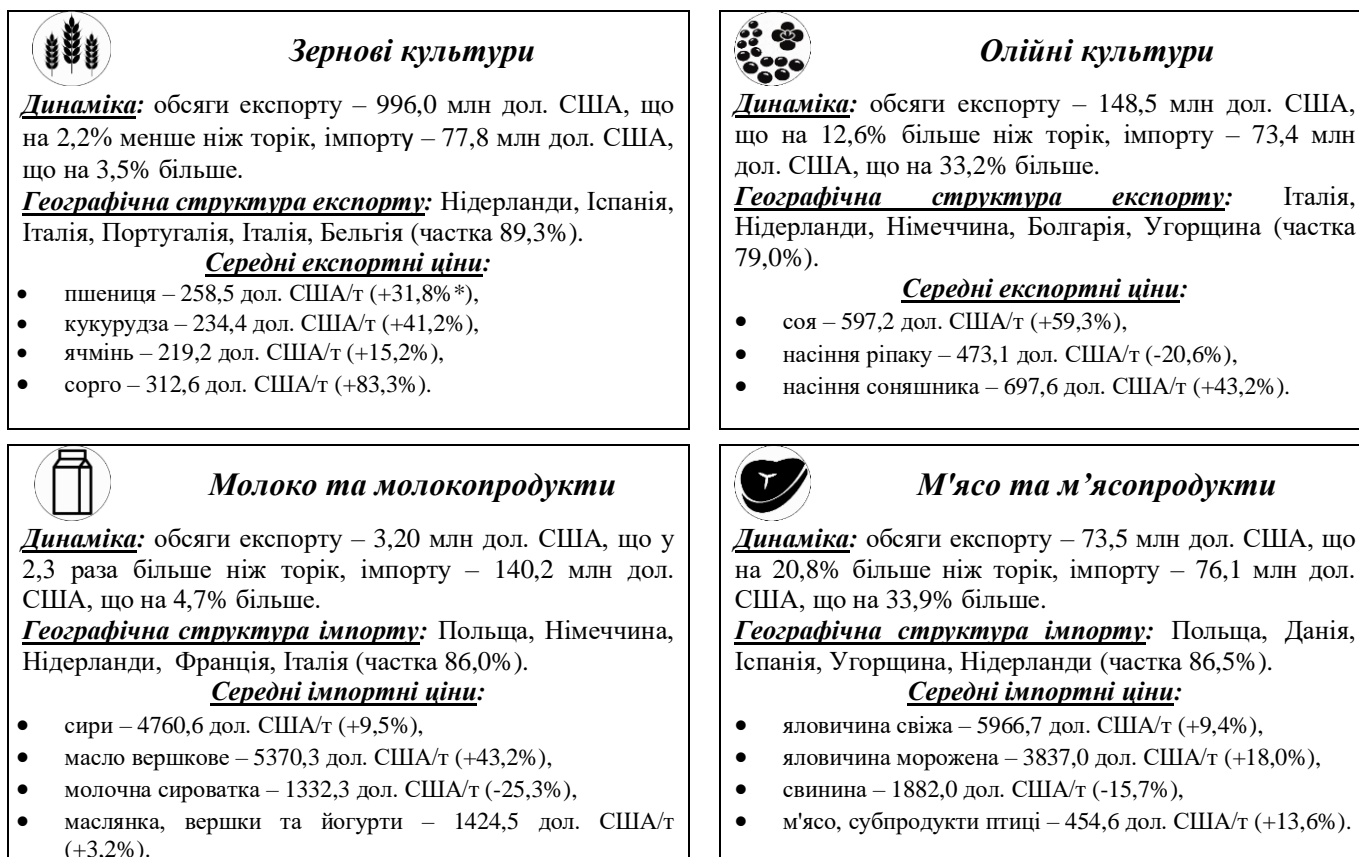 Зернові культури
Динаміка: обсяги експорту – 996,0 млн дол. США, що
на 2,2% менше ніж торік, імпорту – 77,8 млн дол. США,
що на 3,5% більше.
Географічна структура експорту: Нідерланди, Іспанія,
Італія, Португалія, Італія, Бельгія (частка 89,3%).
Середні експортні ціни:
• пшениця – 258,5 дол. США/т (+31,8%*),
• кукурудза – 234,4 дол. США/т (+41,2%),
• ячмінь – 219,2 дол. США/т (+15,2%),
• сорго – 312,6 дол. США/т (+83,3%).
Олійні культури
Динаміка: обсяги експорту – 148,5 млн дол. США,
що на 12,6% більше ніж торік, імпорту – 73,4 млн
дол. США, що на 33,2% більше.
Географічна структура експорту: Італія,
Нідерланди, Німеччина, Болгарія, Угорщина (частка
79,0%).
Середні експортні ціни:
• соя – 597,2 дол. США/т (+59,3%),
• насіння ріпаку – 473,1 дол. США/т (-20,6%),
• насіння соняшника – 697,6 дол. США/т (+43,2%).
Молоко та молокопродукти
Динаміка: обсяги експорту – 3,20 млн дол. США, що у
2,3 раза більше ніж торік, імпорту – 140,2 млн дол.
США, що на 4,7% більше.
Географічна структура імпорту: Польща, Німеччина,
Нідерланди, Франція, Італія (частка 86,0%).
Середні імпортні ціни:
• сири – 4760,6 дол. США/т (+9,5%),
• масло вершкове – 5370,3 дол. США/т (+43,2%),
• молочна сироватка – 1332,3 дол. США/т (-25,3%),
• маслянка, вершки та йогурти – 1424,5 дол. США/т
(+3,2%).
М'ясо та м’ясопродукти
Динаміка: обсяги експорту – 73,5 млн дол. США, що
на 20,8% більше ніж торік, імпорту – 76,1 млн дол.
США, що на 33,9% більше.
Географічна структура імпорту: Польща, Данія,
Іспанія, Угорщина, Нідерланди (частка 86,5%).
Середні імпортні ціни:
• яловичина свіжа – 5966,7 дол. США/т (+9,4%),
• яловичина морожена – 3837,0 дол. США/т (+18,0%),
• свинина – 1882,0 дол. США/т (-15,7%),
• м'ясо, субпродукти птиці – 454,6 дол. США/т (+13,6%).